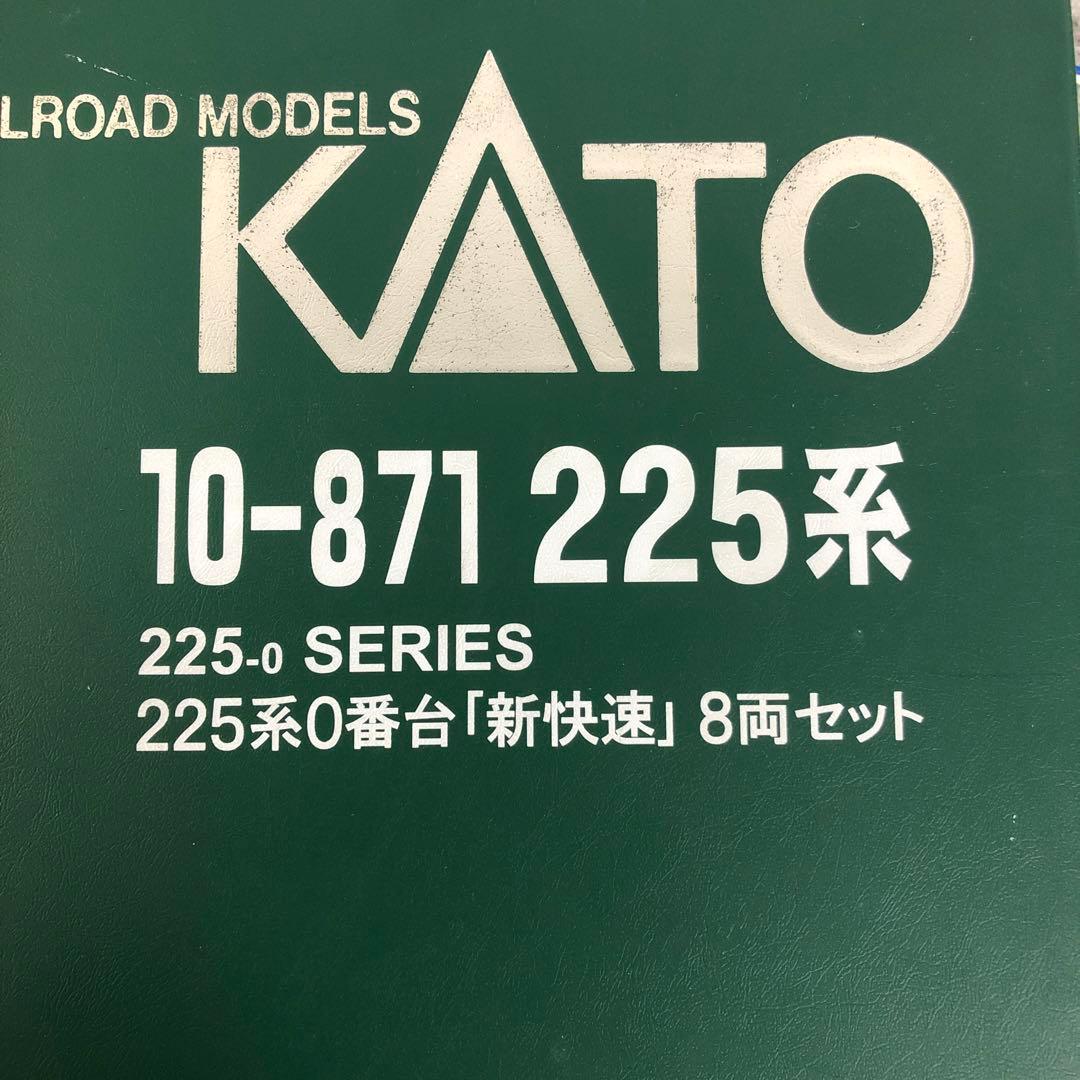 LROAD MODELS
KATO
10-871 225系
225-0 SERIES
225系0番台「新快速」 8両セット